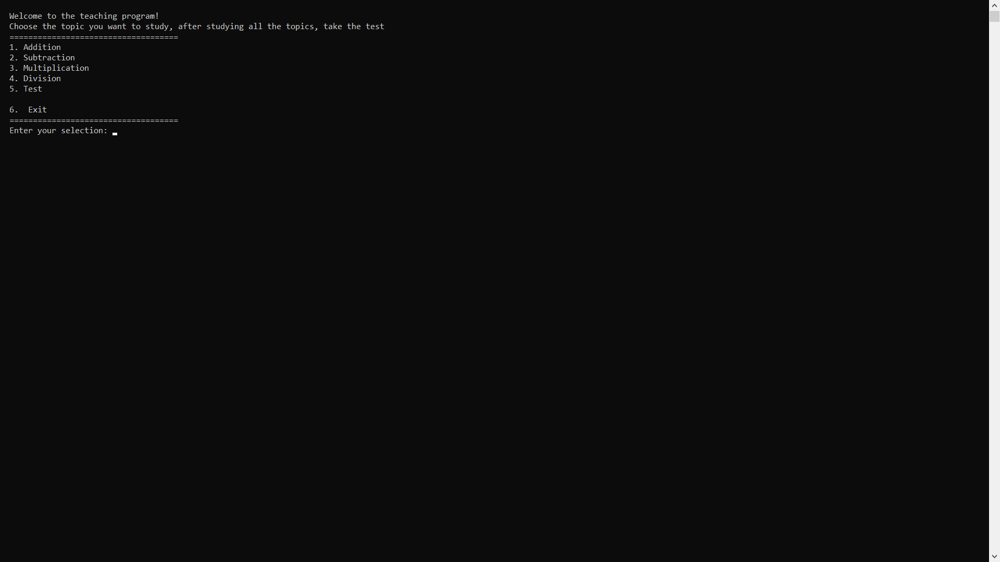 Welcome to the teaching program!
Choose the topic you want to study, after studying all the topics, take the test
====================================
1. Addition
2. Subtraction
3. Multiplication
4. Division
5. Test
6.  Exit
====================================
Enter your selection: